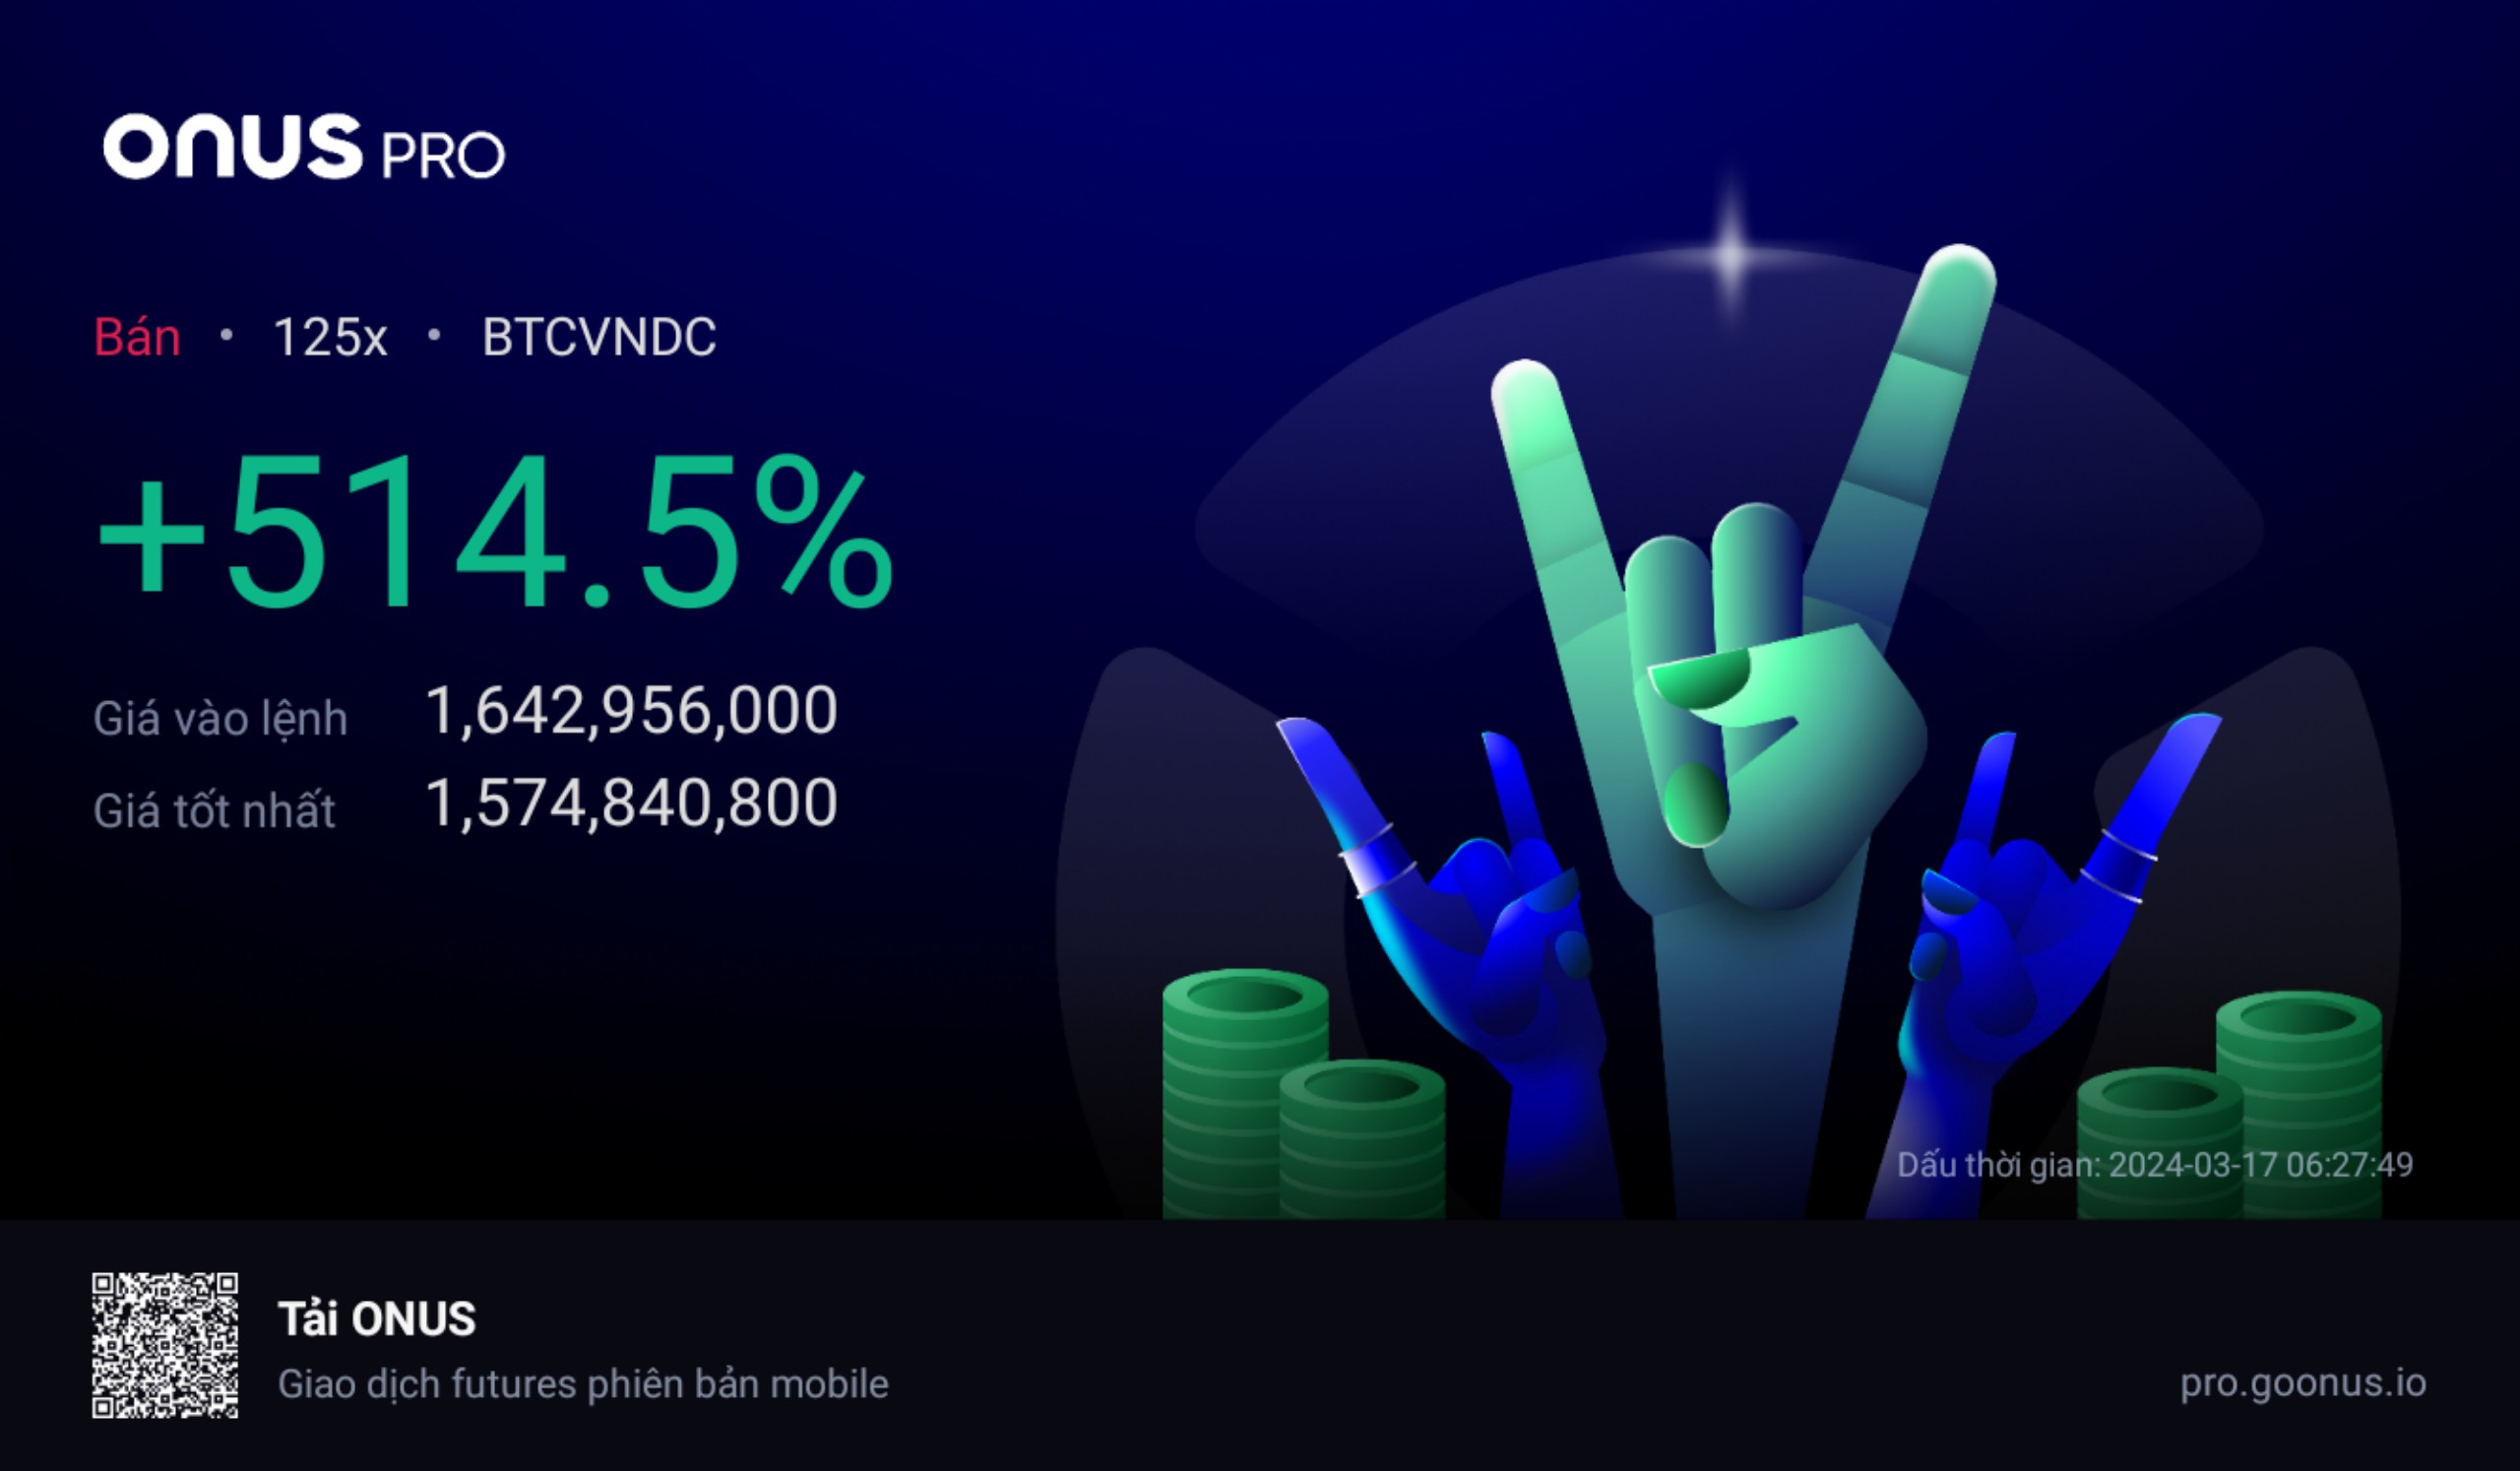 onus PRO
Bán • 125x • BTCVNDC
+514.5%
Giá vào lệnh 1,642,956,000
Giá tốt nhất 1,574,840,800
Dấu thời gian: 2024-03-17 06:27:49
Tải ONUS
Giao dịch futures phiên bản mobile
pro.goonus.io